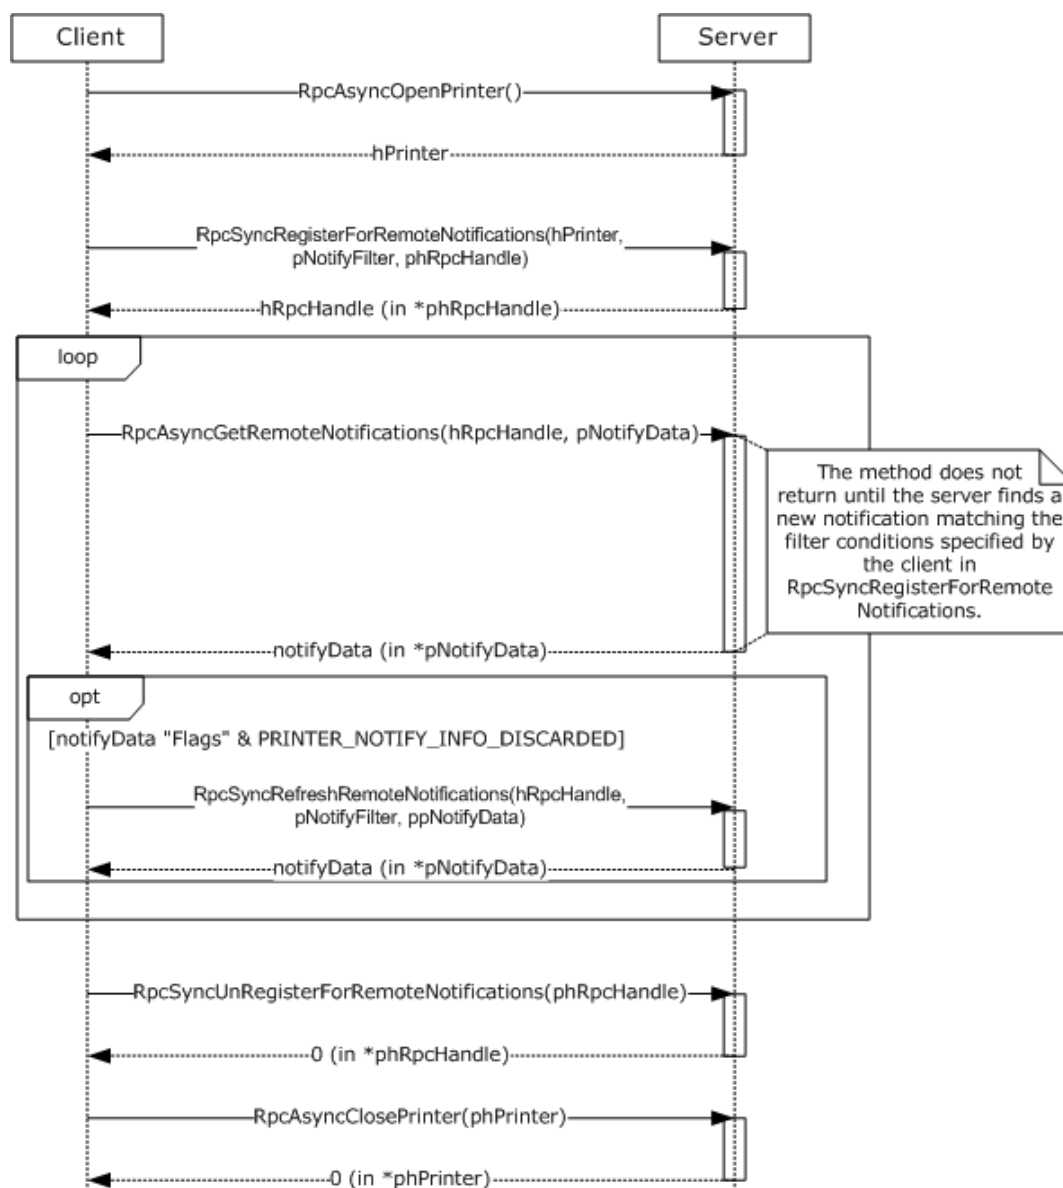 Client
Server
RpcAsyncOpenPrinter()
hPrinter
RpcSyncRegisterForRemoteNotifications(hPrinter,
pNotifyFilter, phRpcHandle)
hRpcHandle (in *phRpcHandle)
loop
RpcAsyncGetRemoteNotifications(hRpcHandle, pNotifyData)
The method does not
return until the server finds a
new notification matching the
filter conditions specified by
the client in
RpcSyncRegisterForRemote
Notifications.
notifyData (in *pNotifyData)
opt
[notifyData "Flags" & PRINTER_NOTIFY_INFO_DISCARDED]
RpcSyncRefreshRemoteNotifications(hRpcHandle,
pNotifyFilter, ppNotifyData)
notifyData (in *pNotifyData)
RpcSyncUnRegisterForRemoteNotifications(phRpcHandle)
0 (in *phRpcHandle)
RpcAsyncClosePrinter(phPrinter)
0 (in *phPrinter)